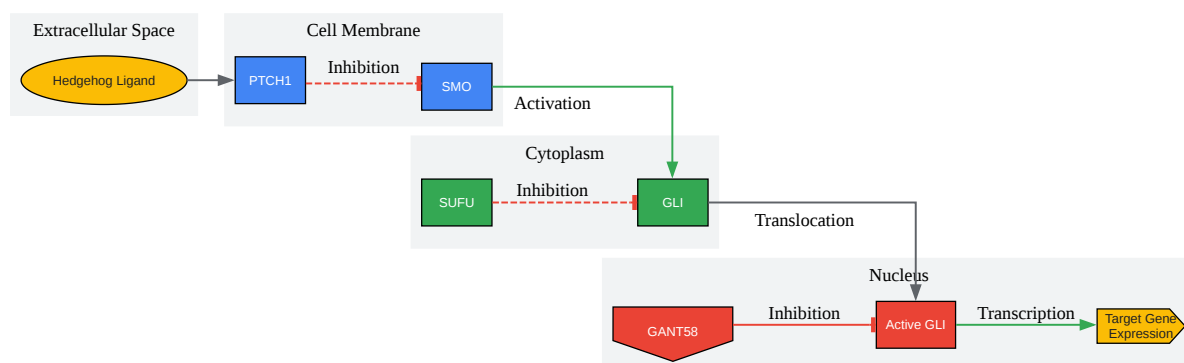 Extracellular Space
Cell Membrane
Hedgehog Ligand
PTCH1
Inhibition
SMO
Activation
Cytoplasm
SUFU
Inhibition
GLI
Translocation
Nucleus
GANT58
Inhibition
Active GLI
Transcription
Target Gene
Expression